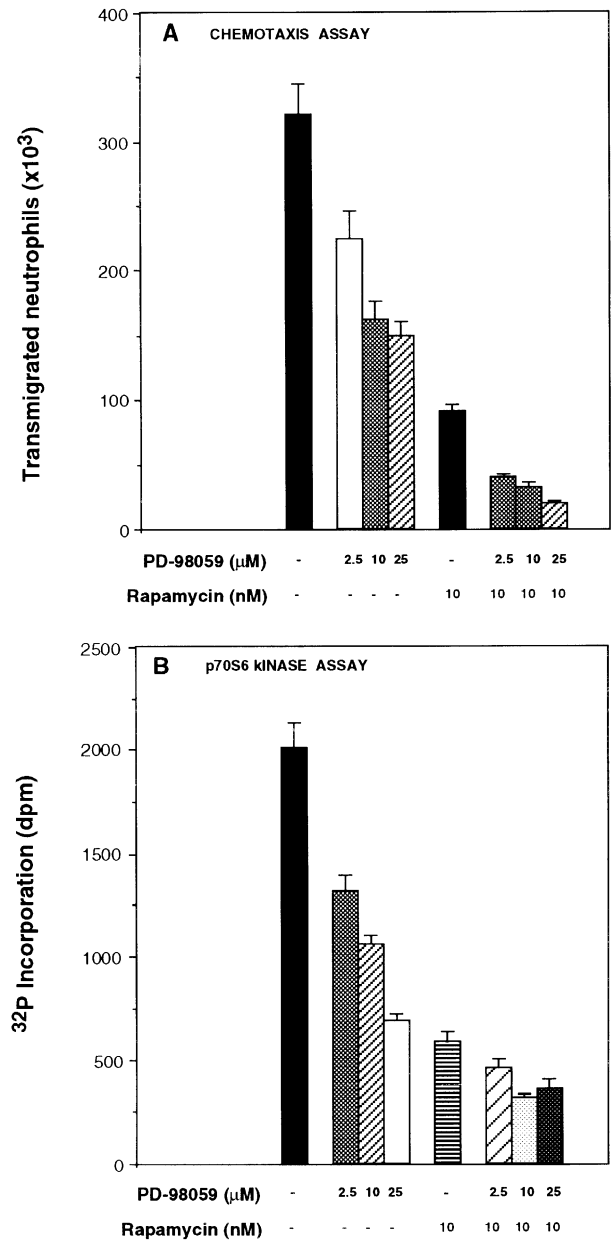 A CHEMOTAXIS ASSAY
Transmigrated neutrophils (x10³)
400
300
200
100
0
PD-98059 (μM) - 2.5 10 25 - 2.5 10 25
Rapamycin (nM) - - - - 10 10 10 10
B p70S6 kINASE ASSAY
³²P Incorporation (dpm)
2500
2000
1500
1000
500
0
PD-98059 (μM) - 2.5 10 25 - 2.5 10 25
Rapamycin (nM) - - - - 10 10 10 10